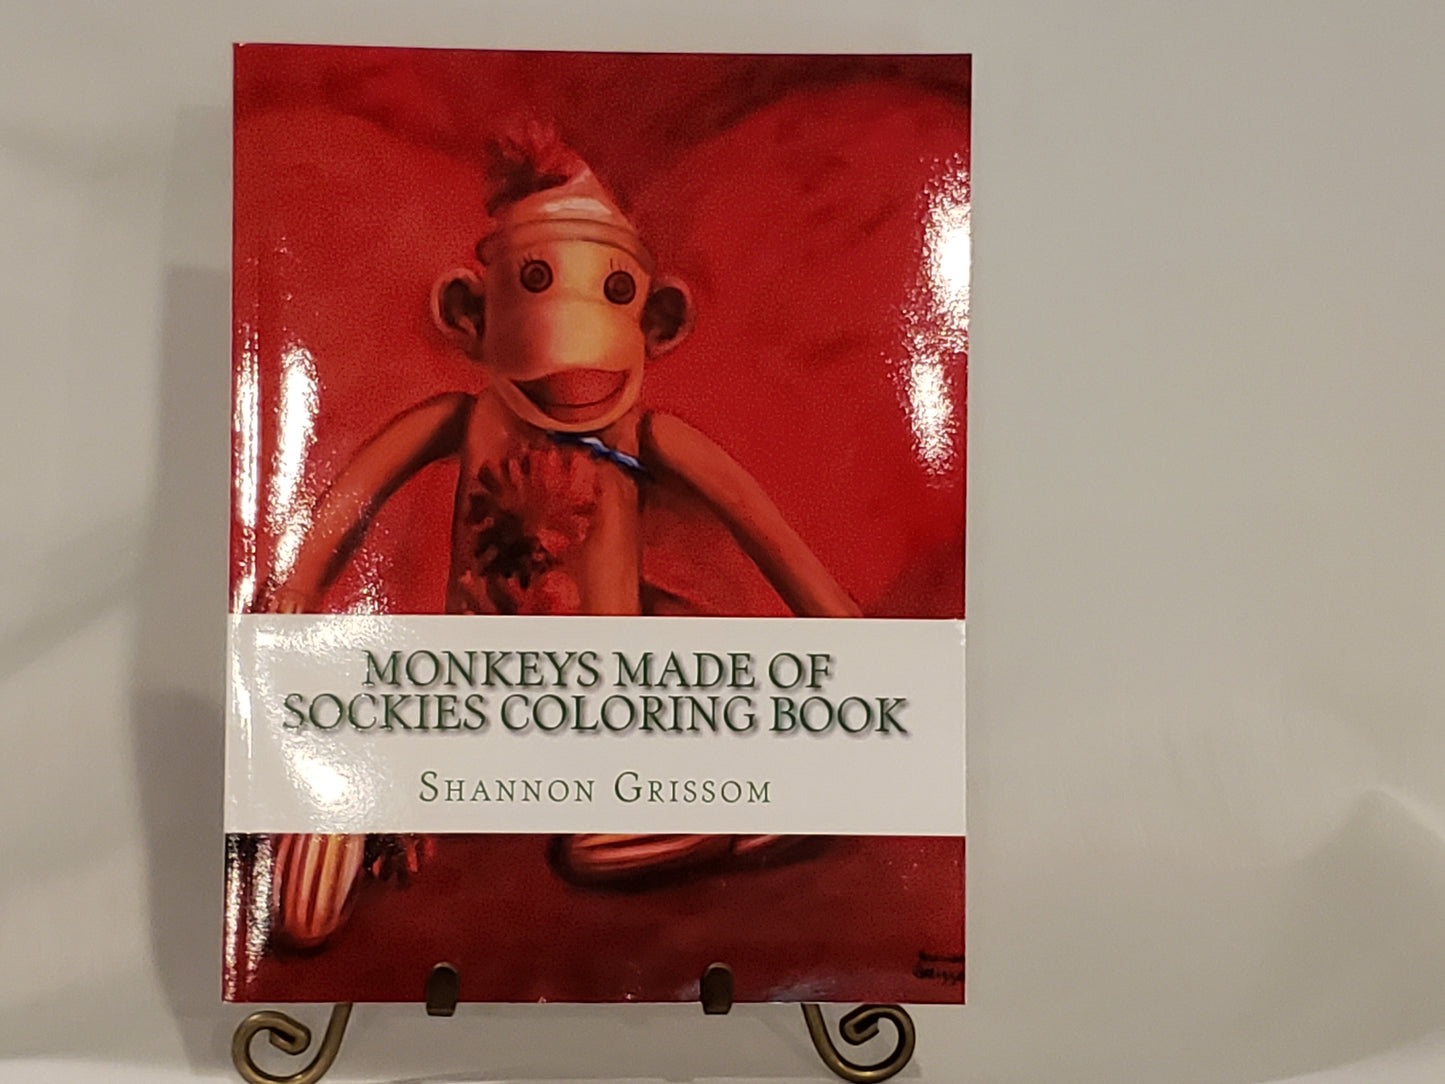 MONKEYS MADE OF
SOCKIES COLORING BOOK
SHANNON GRISSOM